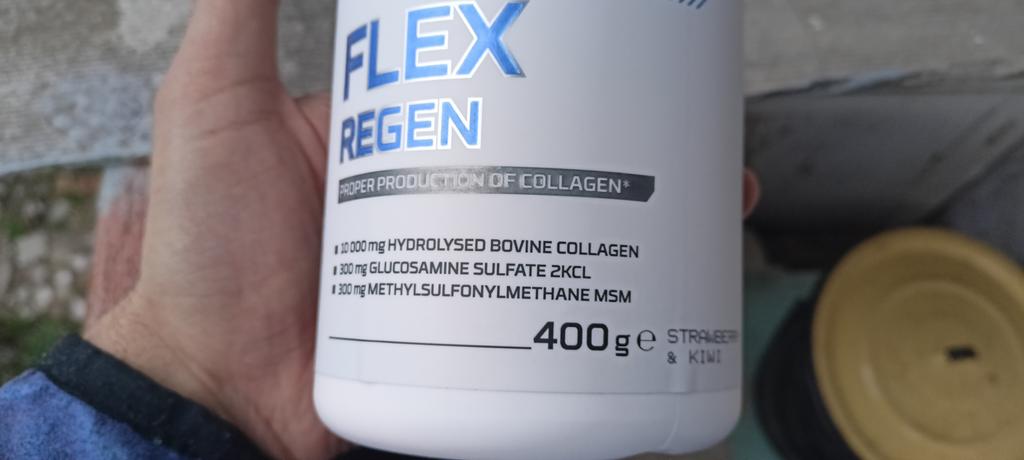 FLEX
REGEN
PROPER PRODUCTION OF COLLAGEN*
10 000 mg HYDROLYSED BOVINE COLLAGEN
300 mg GLUCOSAMINE SULFATE 2KCL
300 mg METHYLSULFONYLMETHANE MSM
400 g e STRAWBERR
& KIWI